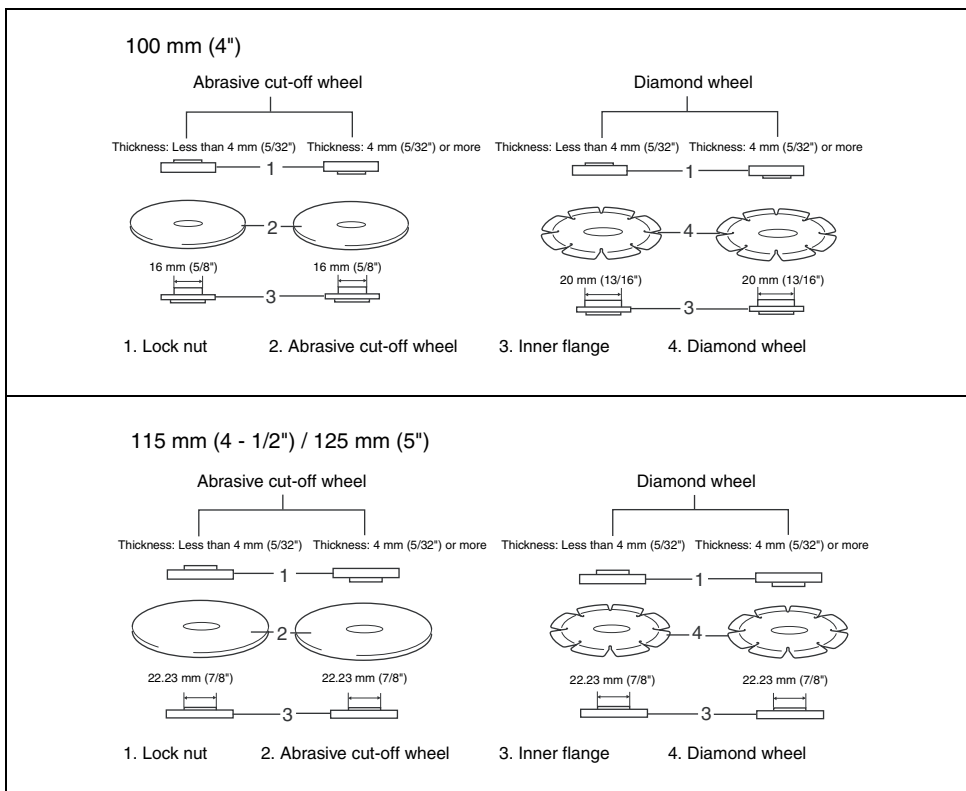 100 mm (4")
Abrasive cut-off wheel Diamond wheel
Thickness: Less than 4 mm (5/32") Thickness: 4 mm (5/32") or more Thickness: Less than 4 mm (5/32") Thickness: 4 mm (5/32") or more
1 1
2 4
16 mm (5/8") 16 mm (5/8") 20 mm (13/16") 20 mm (13/16")
3 3
1. Lock nut 2. Abrasive cut-off wheel 3. Inner flange 4. Diamond wheel
115 mm (4 - 1/2") / 125 mm (5")
Abrasive cut-off wheel Diamond wheel
Thickness: Less than 4 mm (5/32") Thickness: 4 mm (5/32") or more Thickness: Less than 4 mm (5/32") Thickness: 4 mm (5/32") or more
1 1
2 4
22.23 mm (7/8") 22.23 mm (7/8") 22.23 mm (7/8") 22.23 mm (7/8")
3 3
1. Lock nut 2. Abrasive cut-off wheel 3. Inner flange 4. Diamond wheel